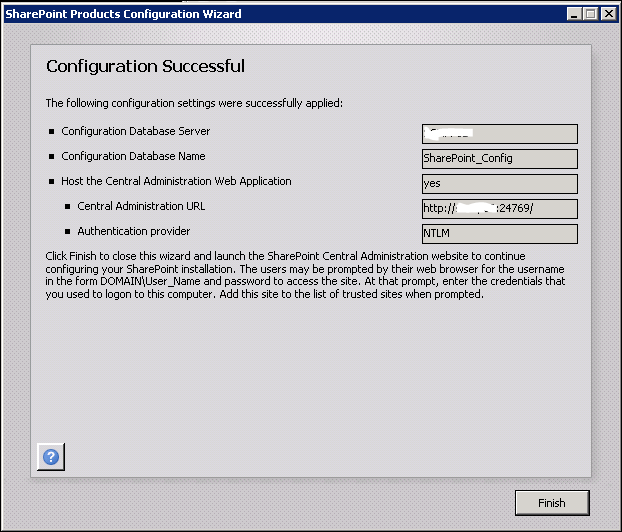 SharePoint Products Configuration Wizard
Configuration Successful
The following configuration settings were successfully applied:
Configuration Database Server
Configuration Database Name SharePoint_Config
Host the Central Administration Web Application yes
Central Administration URL http:// :24769/
Authentication provider NTLM
Click Finish to close this wizard and launch the SharePoint Central Administration website to continue
configuring your SharePoint installation. The users may be prompted by their web browser for the username
in the form DOMAIN\User_Name and password to access the site. At that prompt, enter the credentials that
you used to logon to this computer. Add this site to the list of trusted sites when prompted.
?
Finish